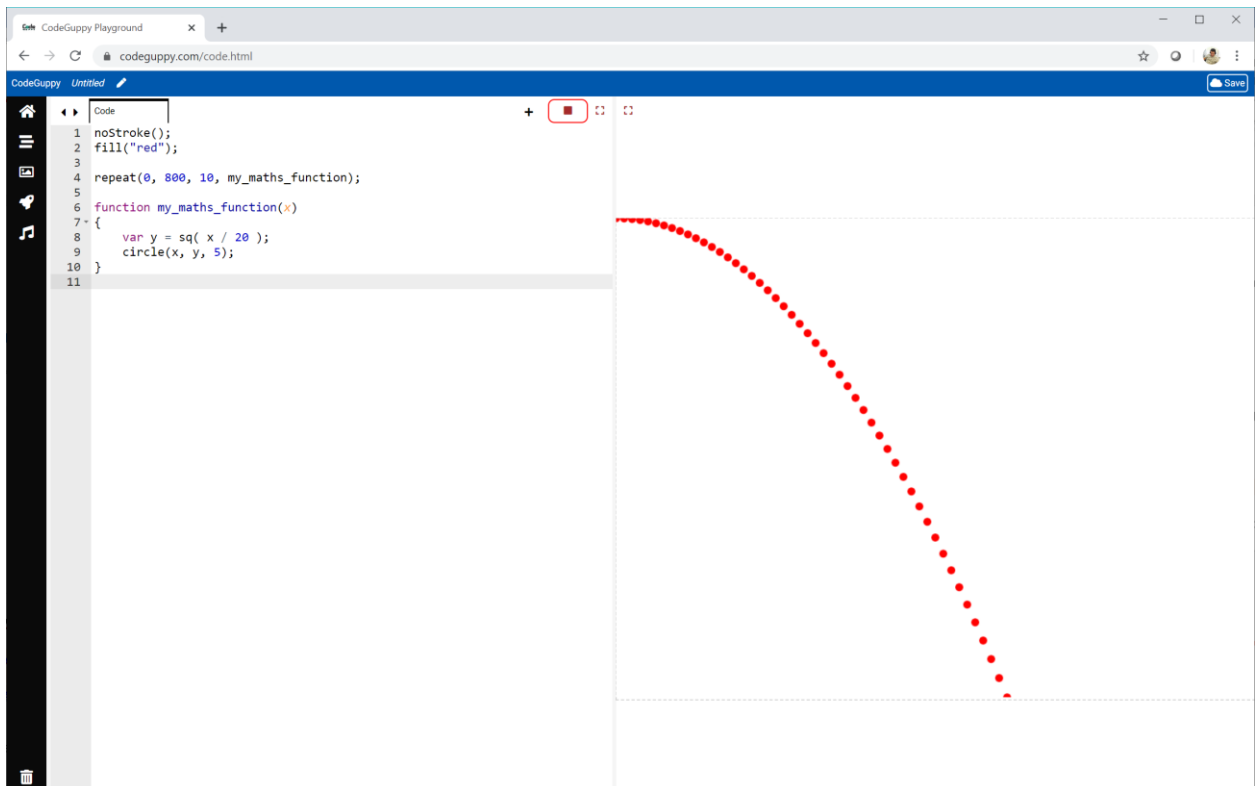 Code CodeGuppy Playground
codeguppy.com/code.html
CodeGuppy Untitled
Save
Code
1 noStroke();
2 fill("red");
3
4 repeat(0, 800, 10, my_maths_function);
5
6 function my_maths_function(x)
7 {
8 var y = sq( x / 20 );
9 circle(x, y, 5);
10 }
11